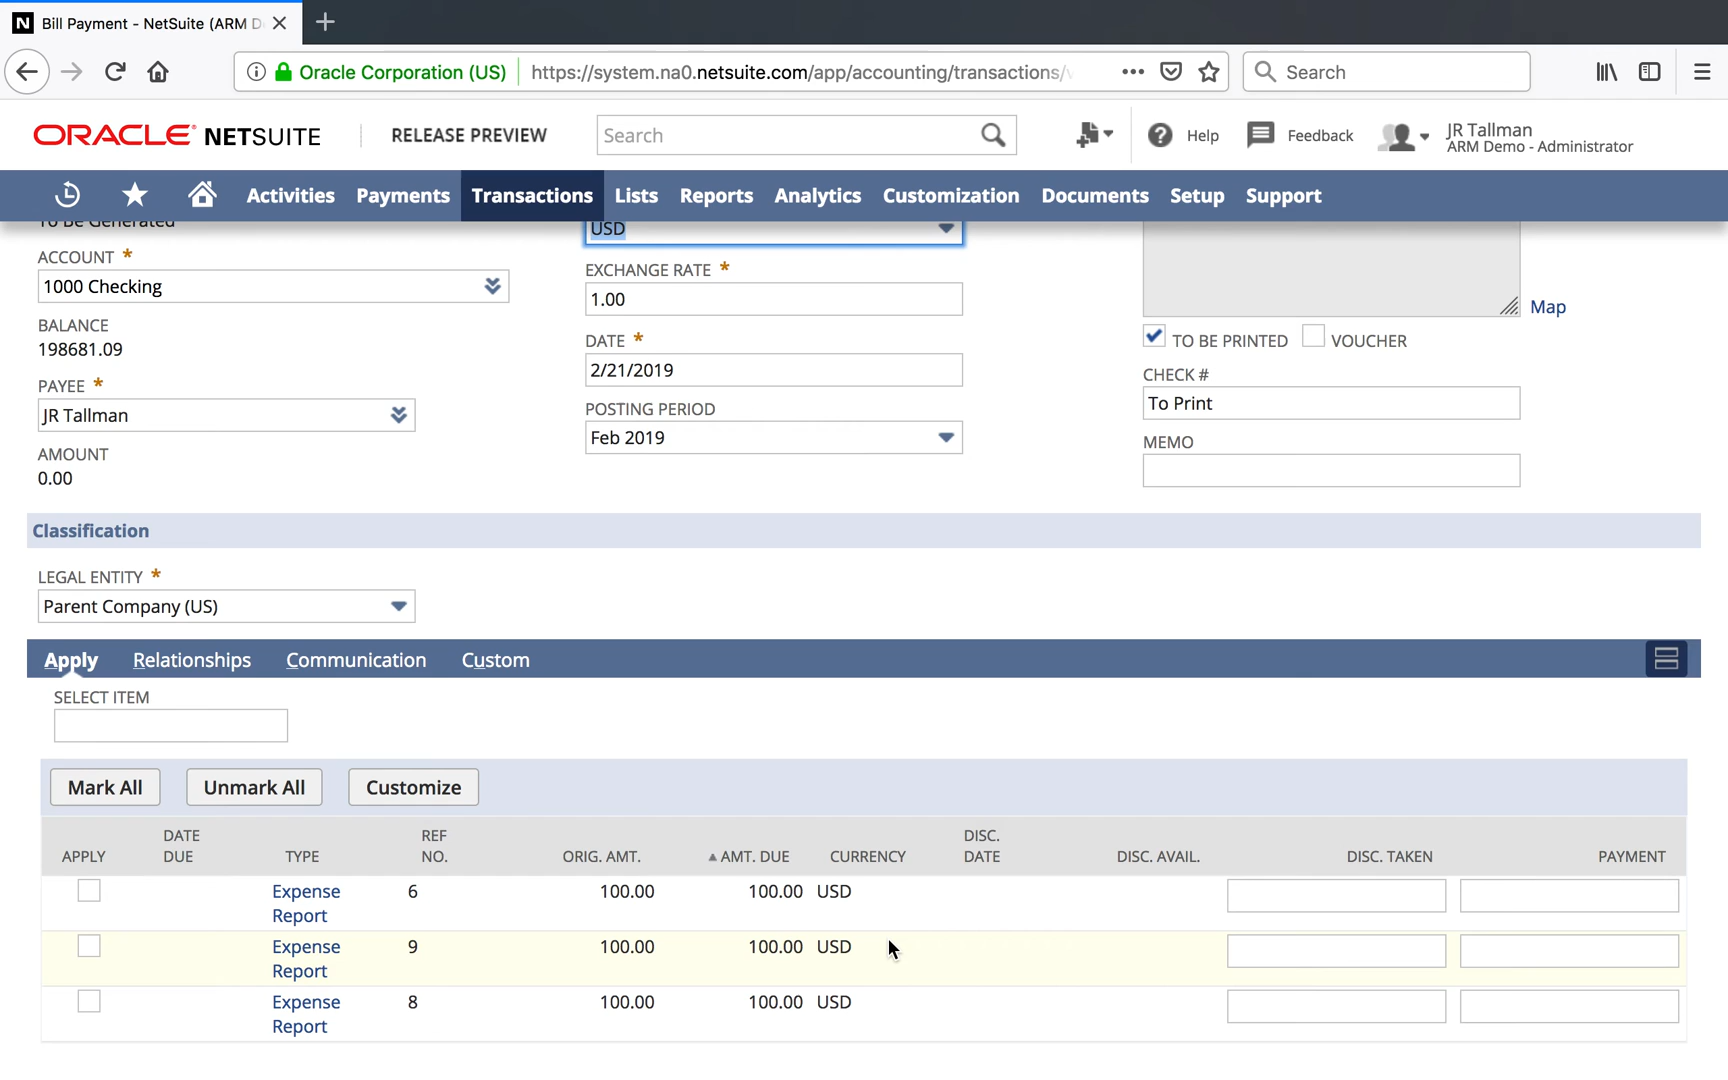 N Bill Payment - NetSuite (ARM D
Oracle Corporation (US) https://system.na0.netsuite.com/app/accounting/transactions/ Search
ORACLE NETSUITE RELEASE PREVIEW Search Help Feedback JR Tallman
ARM Demo - Administrator
Activities Payments Transactions Lists Reports Analytics Customization Documents Setup Support
To Be Generated
USD
ACCOUNT *
1000 Checking
EXCHANGE RATE *
1.00
Map
BALANCE
198681.09
DATE *
2/21/2019
TO BE PRINTED VOUCHER
PAYEE *
JR Tallman
POSTING PERIOD
Feb 2019
CHECK #
To Print
AMOUNT
0.00
MEMO
Classification
LEGAL ENTITY *
Parent Company (US)
Apply Relationships Communication Custom
SELECT ITEM
Mark All Unmark All Customize
APPLY DATE DUE TYPE REF NO. ORIG. AMT. AMT. DUE CURRENCY DISC. DATE DISC. AVAIL. DISC. TAKEN PAYMENT
Expense 6 100.00 100.00 USD
Report
Expense 9 100.00 100.00 USD
Report
Expense 8 100.00 100.00 USD
Report